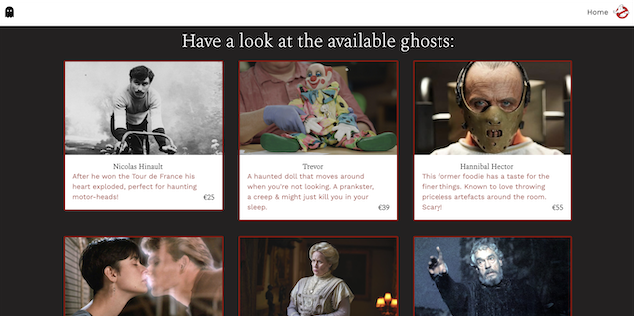 Home
Have a look at the available ghosts:
Nicolas Hinault
After he won the Tour de France his
heart exploded, perfect for haunting
motor-heads!
€25
Trevor
A haunted doll that moves around
when you're not looking. A prankster,
a creep & might just kill you in your
sleep.
€39
Hannibal Hector
This 'ormer foodie has a taste for the
finer things. Known to love throwing
priceless artefacts around the room.
Scary!
€55